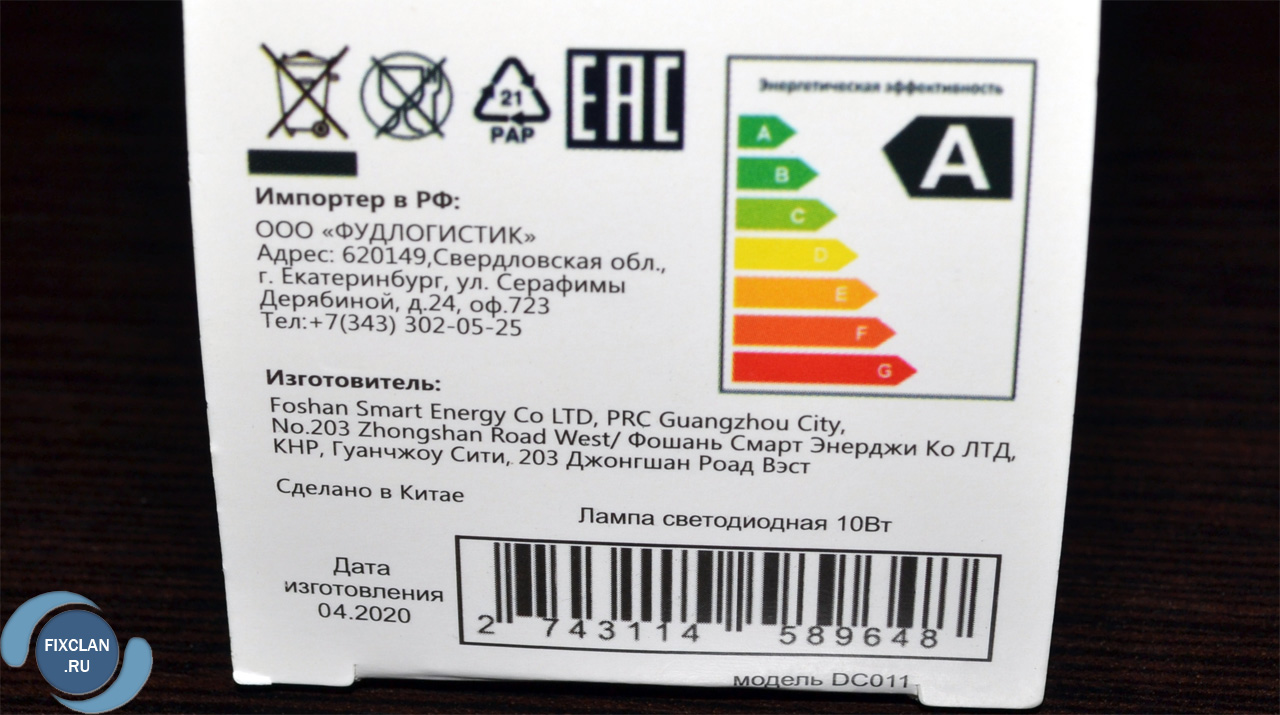 21
PAP
EAC
Энергетическая эффективность
A
A
B
C
D
E
F
G
Импортер в РФ:
ООО «ФУДЛОГИСТИК»
Адрес: 620149,Свердловская обл.,
г. Екатеринбург, ул. Серафимы
Дерябиной, д.24, оф.723
Тел:+7(343) 302-05-25
Изготовитель:
Foshan Smart Energy Co LTD, PRC Guangzhou City,
No.203 Zhongshan Road West/ Фошань Смарт Энерджи Ко ЛТД,
КНР, Гуанчжоу Сити, 203 Джонгшан Роад Вэст
Сделано в Китае
Лампа светодиодная 10Вт
Дата
изготовления
04.2020
2 743114 589648
модель DC011
FIXCLAN
.RU